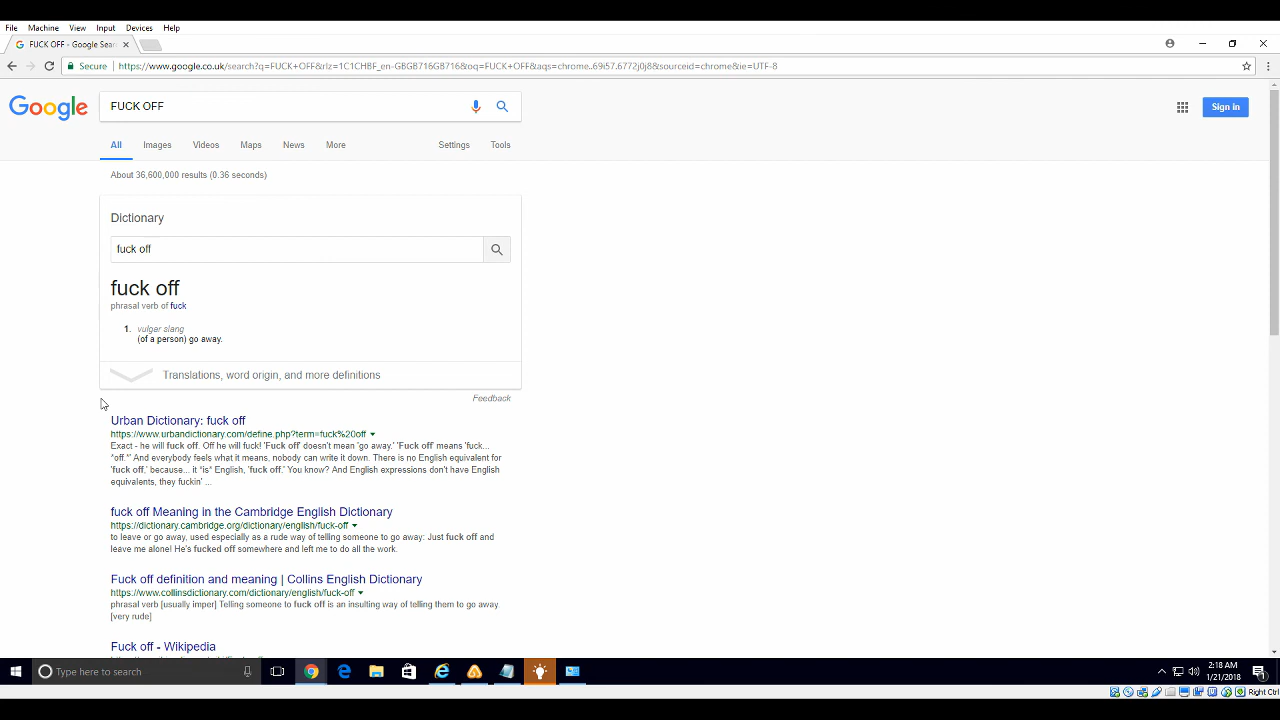 File Machine View Input Devices Help
FUCK OFF - Google Sear
Secure https://www.google.co.uk/search?q=FUCK+OFF&rlz=1C1CHBF_en-GBGB716GB716&oq=FUCK+OFF&aqs=chrome..69i57.6772j0j8&sourceid=chrome&ie=UTF-8
Google FUCK OFF Sign in
All Images Videos Maps News More Settings Tools
About 36,600,000 results (0.36 seconds)
Dictionary
fuck off
fuck off
phrasal verb of fuck
1. vulgar slang
(of a person) go away.
Translations, word origin, and more definitions
Feedback
Urban Dictionary: fuck off
https://www.urbandictionary.com/define.php?term=fuck%20off
Exact - he will fuck off. Off he will fuck! 'Fuck off' doesn't mean 'go away.' 'Fuck off' means 'fuck...
*off.*' And everybody feels what it means, nobody can write it down. There is no English equivalent for
'fuck off,' because... it *is* English, 'fuck off.' You know? And English expressions don't have English
equivalents, they fuckin' ...
fuck off Meaning in the Cambridge English Dictionary
https://dictionary.cambridge.org/dictionary/english/fuck-off
to leave or go away, used especially as a rude way of telling someone to go away: Just fuck off and
leave me alone! He's fucked off somewhere and left me to do all the work.
Fuck off definition and meaning | Collins English Dictionary
https://www.collinsdictionary.com/dictionary/english/fuck-off
phrasal verb [usually imper] Telling someone to fuck off is an insulting way of telling them to go away.
[very rude]
Fuck off - Wikipedia
Type here to search
2:18 AM
1/21/2018
Right Ctrl